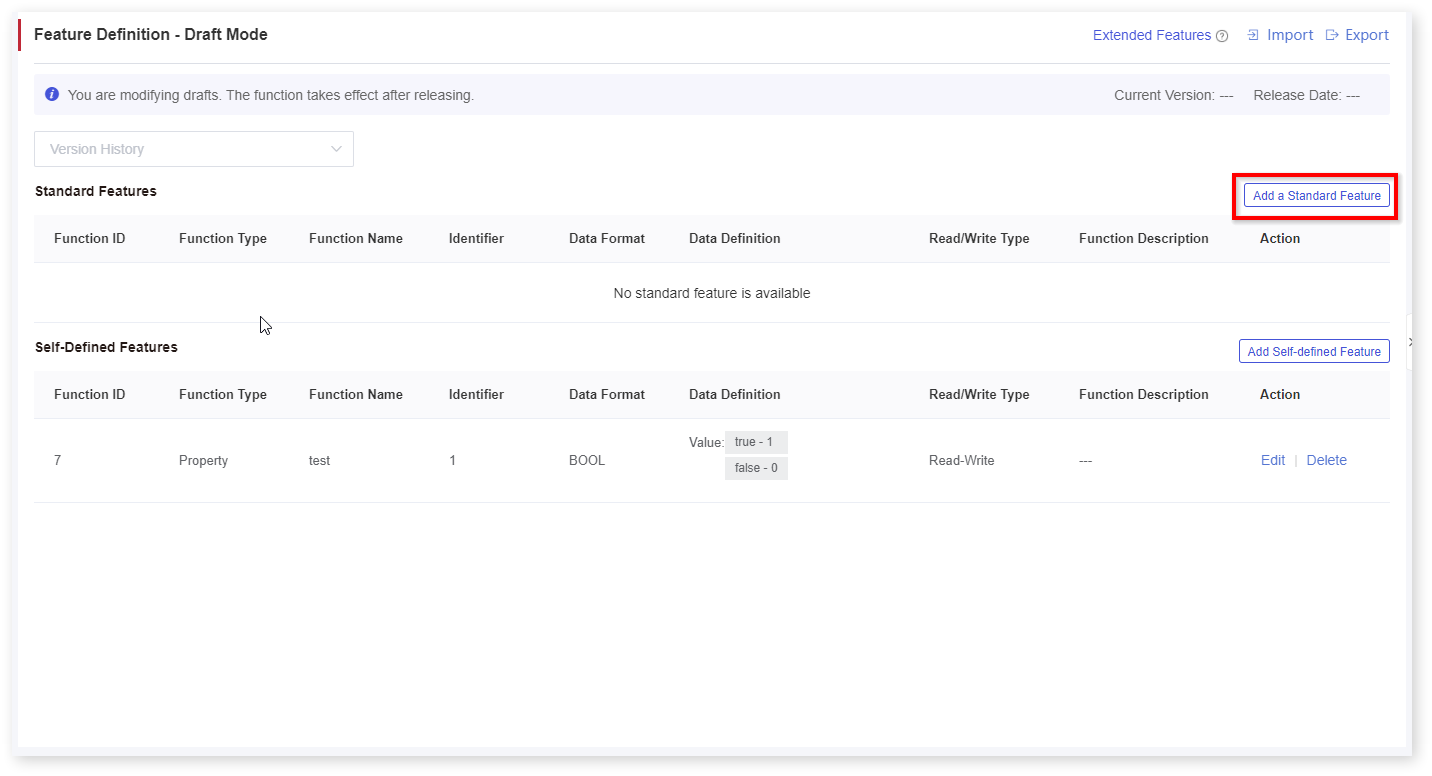 Feature Definition - Draft Mode
Extended Features ? Import Export
i You are modifying drafts. The function takes effect after releasing. Current Version: --- Release Date: ---
Version History
Standard Features
Add a Standard Feature
Function ID Function Type Function Name Identifier Data Format Data Definition Read/Write Type Function Description Action
No standard feature is available
Self-Defined Features
Add Self-defined Feature
Function ID Function Type Function Name Identifier Data Format Data Definition Read/Write Type Function Description Action
7 Property test 1 BOOL Value: true - 1 Read-Write --- Edit | Delete
false - 0